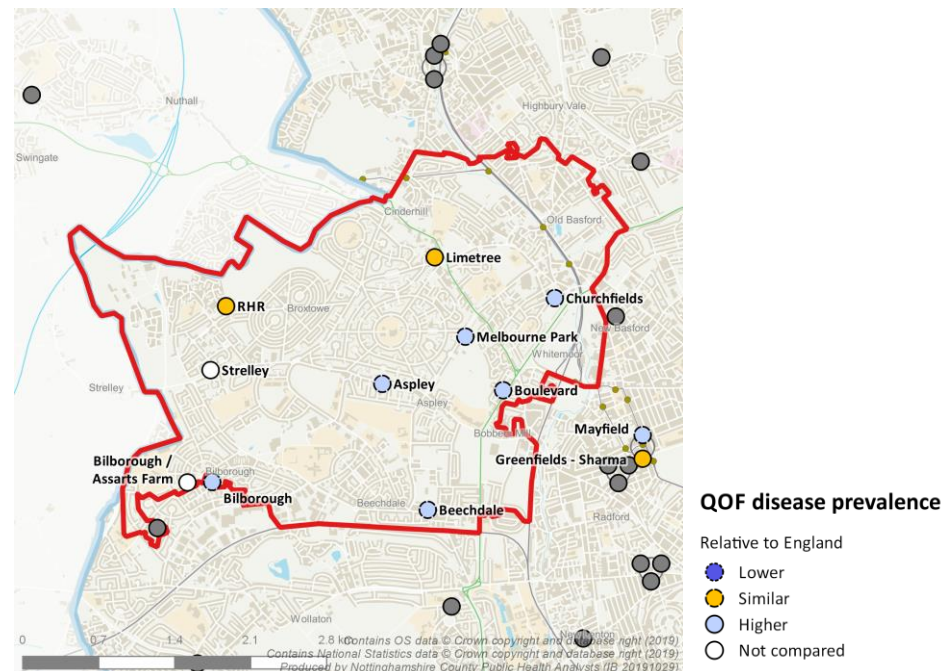 Nuthall
Highbury Vale
Swingate
Cinderhill
Old Basford
Limetree
RHR
Broxtowe
Churchfields
New Basford
Melbourne Park
Whitemoor
Strelley
Strelley
Aspley
Aspley
Boulevard
Mayfield
Bilborough /
Assarts Farm
Bilborough
Bilborough
Greenfields - Sharma
Radford
Beechdale
Beechdale
Wollaton
QOF disease prevalence
Relative to England
Lower
Similar
Higher
Not compared
0 0.7 1.4 2.1 2.8 km
Contains OS data © Crown copyright and database right (2019)
Contains National Statistics data © Crown copyright and database right (2019)
Produced by Nottinghamshire County Public Health Analysts (IB 20191029)